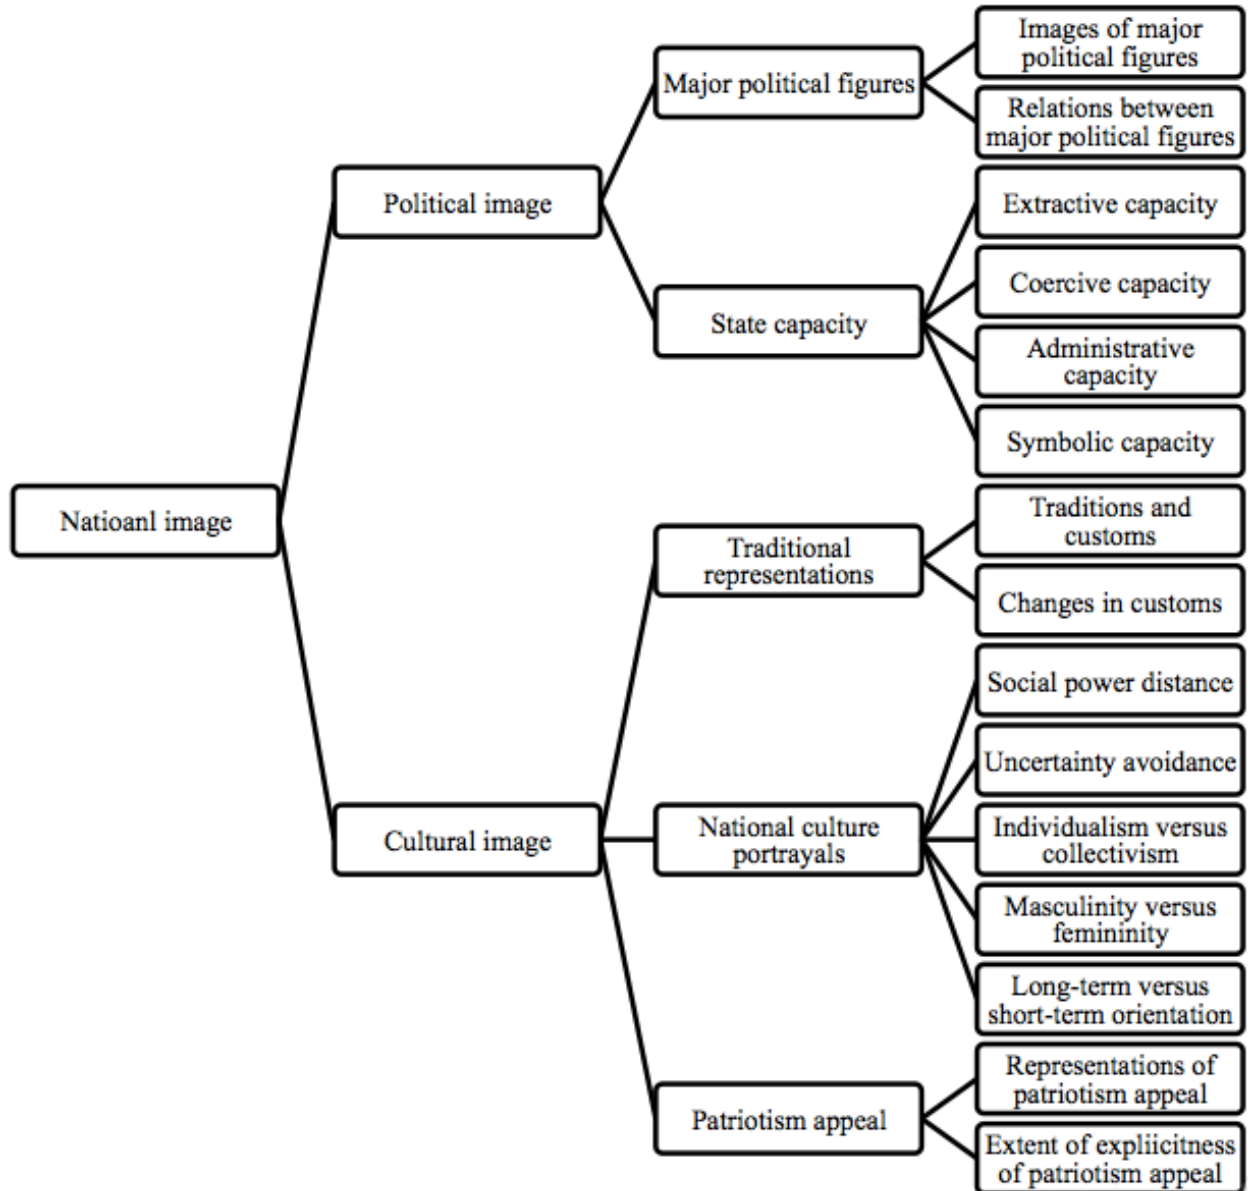 Images of major
political figures
Major political figures
Relations between
major political figures
Political image
Extractive capacity
Coercive capacity
State capacity
Administrative
capacity
Symbolic capacity
Natioanl image
Traditions and
customs
Traditional
representations
Changes in customs
Social power distance
Uncertainty avoidance
Cultural image
National culture
portrayals
Individualism versus
collectivism
Masculinity versus
femininity
Long-term versus
short-term orientation
Representations of
patriotism appeal
Patriotism appeal
Extent of expliicitness
of patriotism appeal